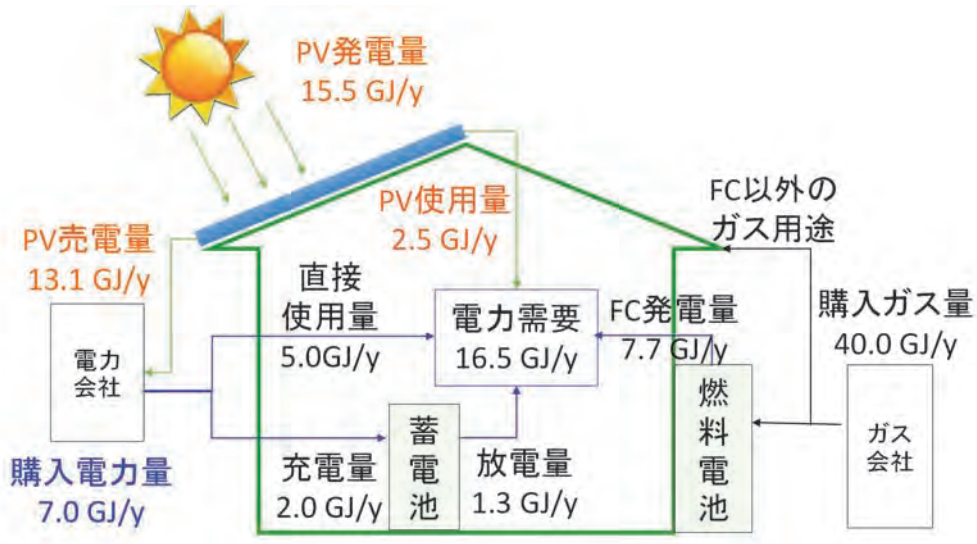 PV発電量
15.5 GJ/y
PV売電量
13.1 GJ/y
PV使用量
2.5 GJ/y
FC以外の
ガス用途
直接
使用量
5.0GJ/y
電力需要
16.5 GJ/y
FC発電量
7.7 GJ/y
購入ガス量
40.0 GJ/y
電力
会社
購入電力量
7.0 GJ/y
充電量
2.0 GJ/y
蓄
電
池
放電量
1.3 GJ/y
燃
料
電
池
ガス
会社